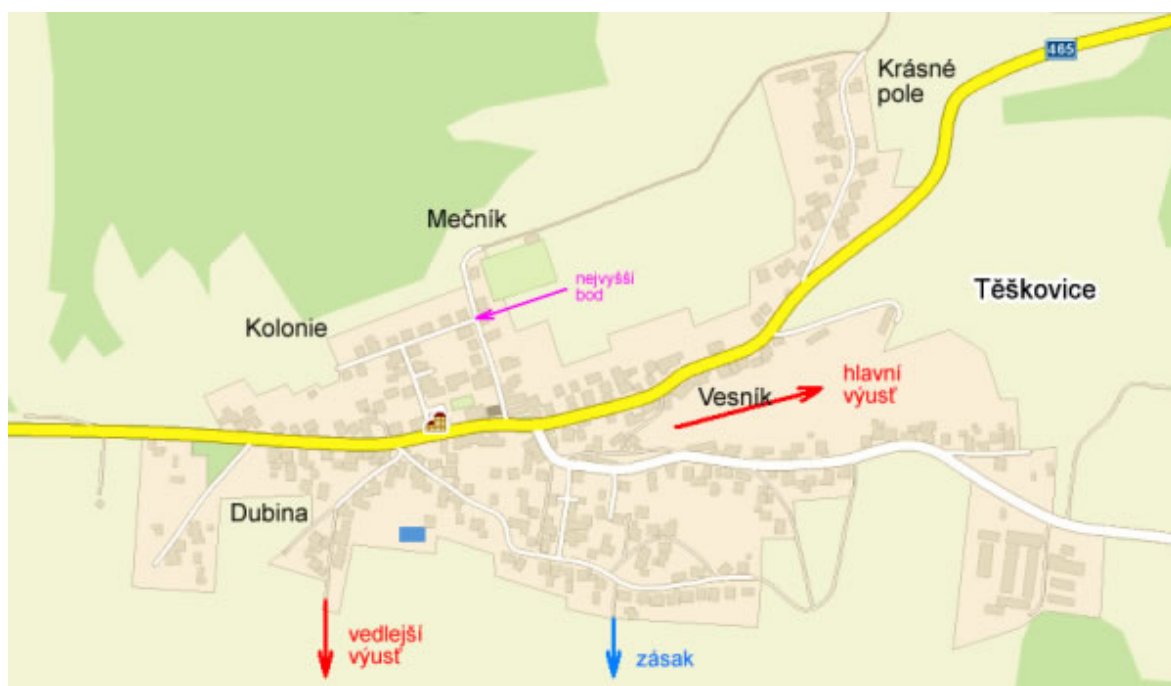 465
Krásné
pole
Mečník
nejvyšší
bod
Těškovice
Kolonie
hlavní
výusť
Vesník
Dubina
vedlejší
výusť
zásak